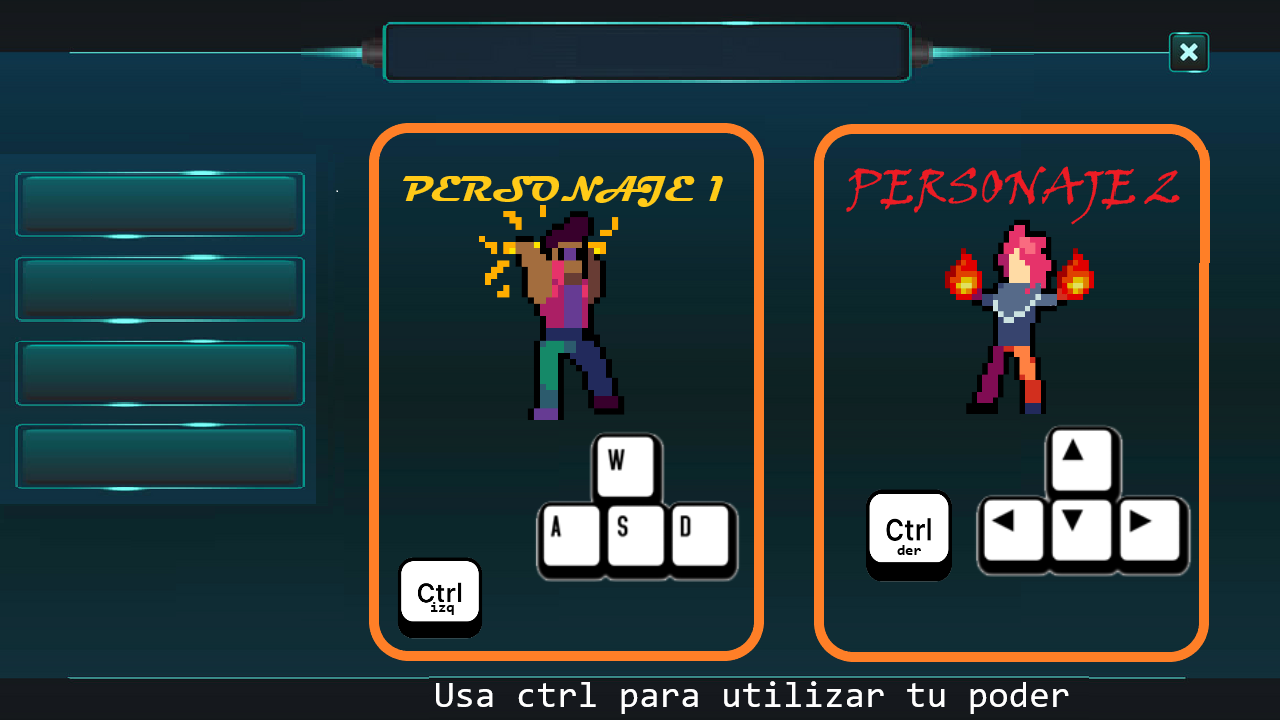 PERSONAJE 1
W
A S D
Ctrl
izq
PERSONAJE 2
Ctrl
der
Usa ctrl para utilizar tu poder